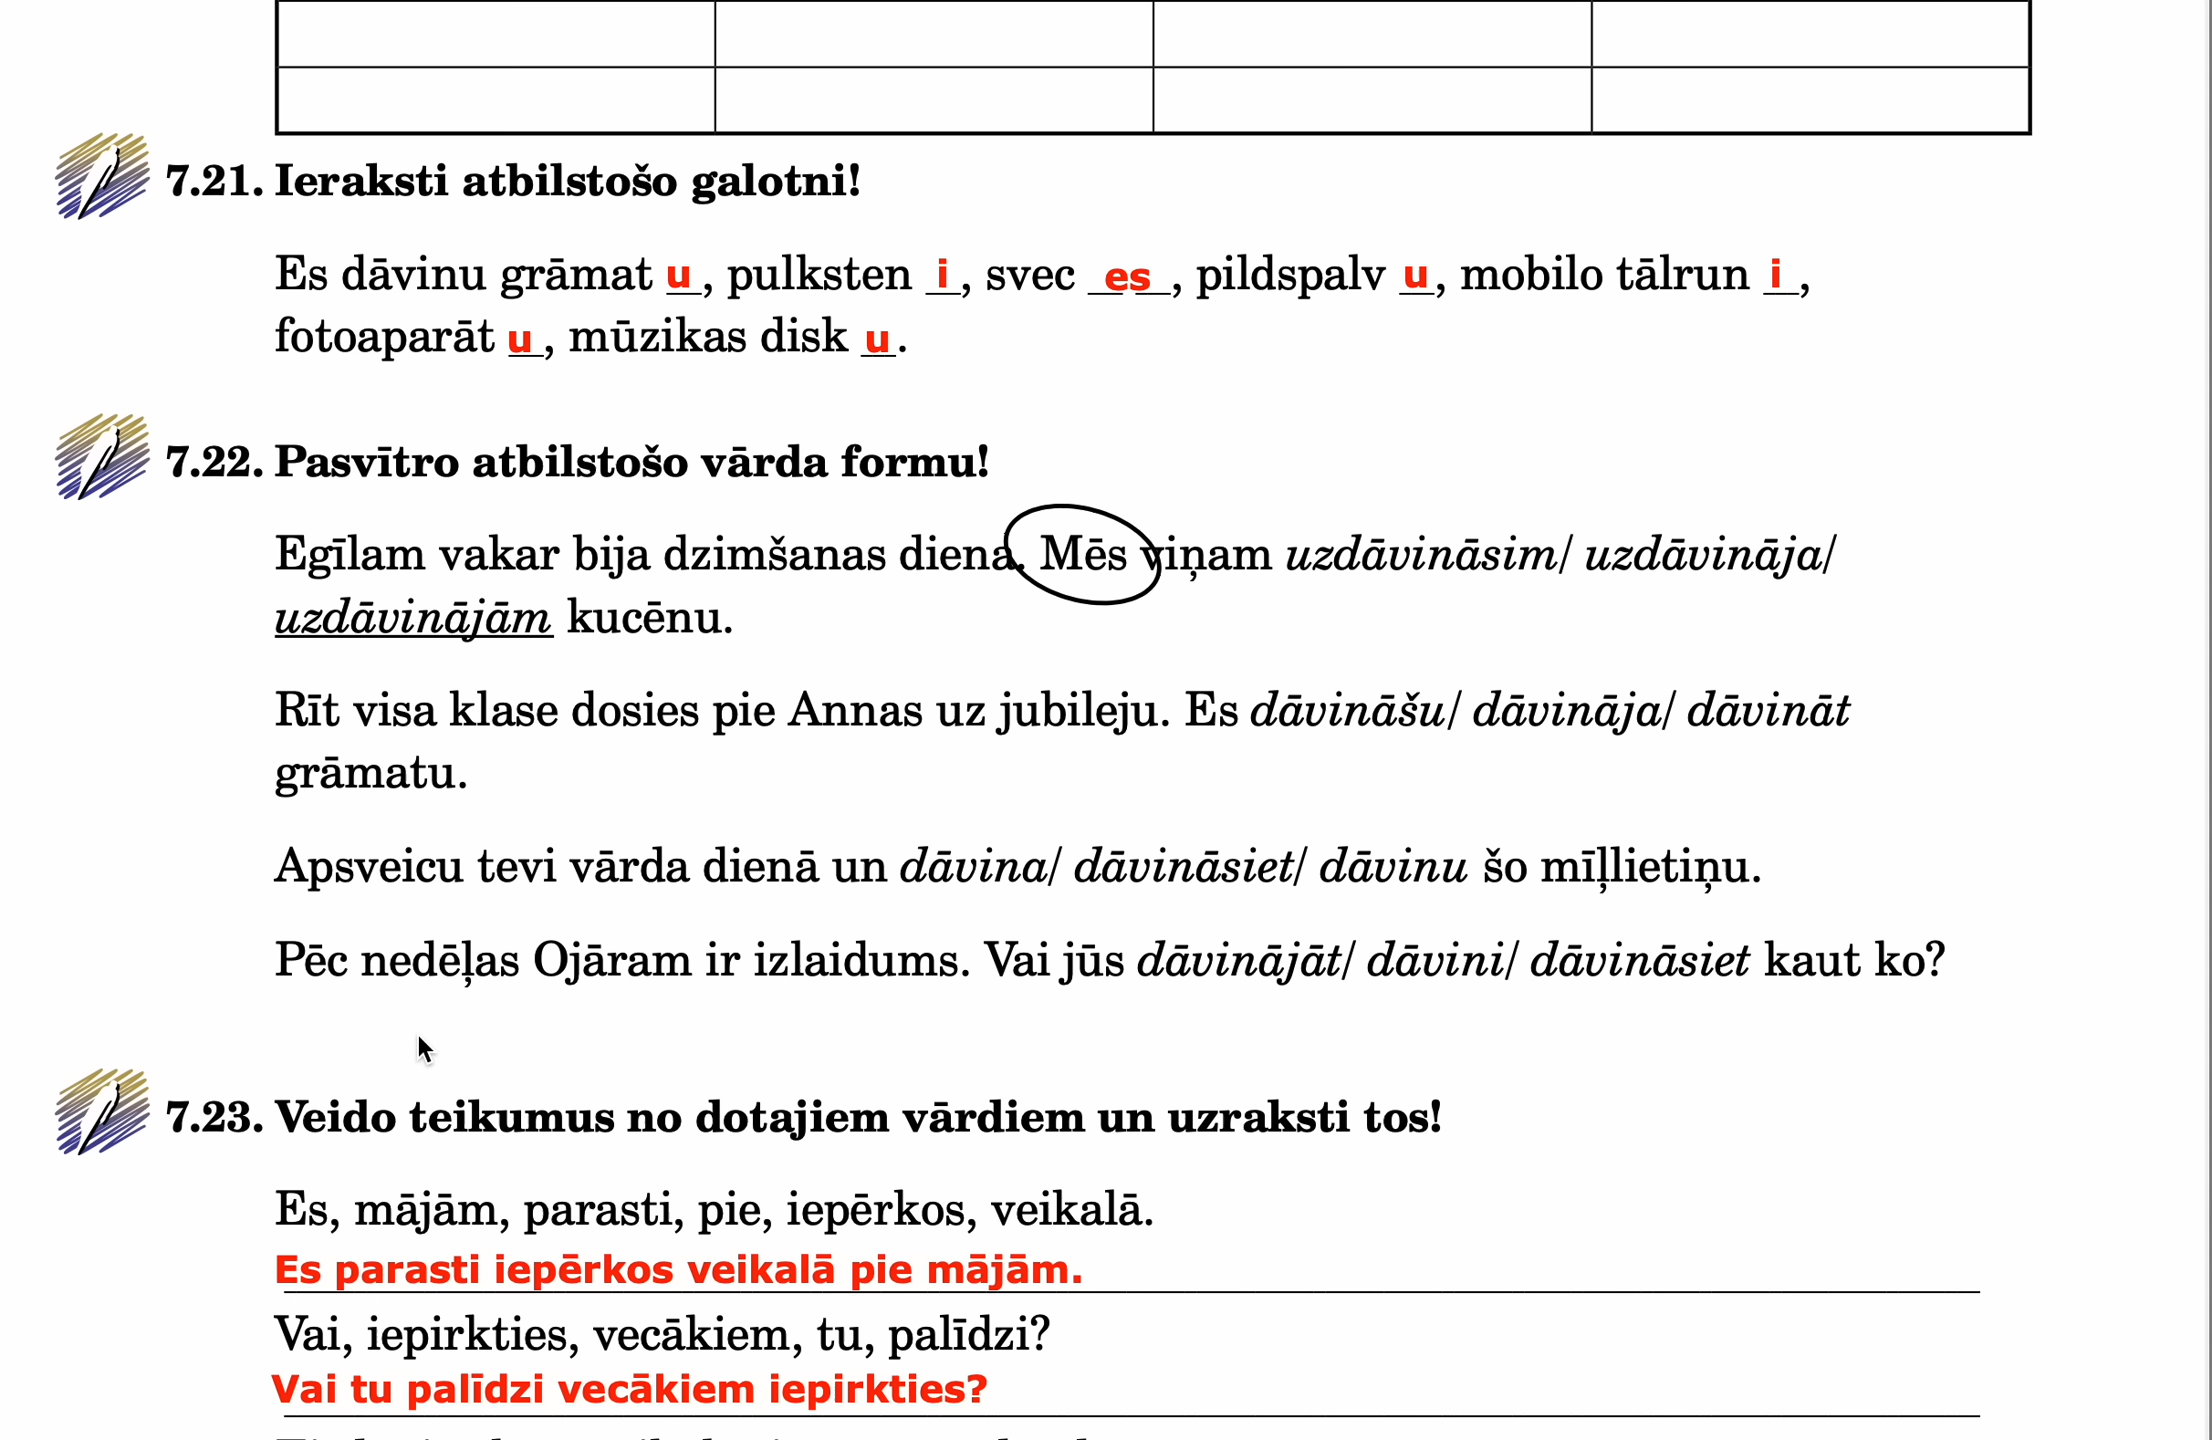 7.21. Ieraksti atbilstošo galotni!
Es dāvinu grāmat u, pulksten i, svec es, pildspalv u, mobilo tālrun i,
fotoaparāt u, mūzikas disk u.
7.22. Pasvītro atbilstošo vārda formu!
Egīlam vakar bija dzimšanas diena. Mēs viņam uzdāvināsim/ uzdāvināja/
uzdāvinājām kucēnu.
Rīt visa klase dosies pie Annas uz jubileju. Es dāvināšu/ dāvināja/ dāvināt
grāmatu.
Apsveicu tevi vārda dienā un dāvina/ dāvināsiet/ dāvinu šo mīļlietiņu.
Pēc nedēļas Ojāram ir izlaidums. Vai jūs dāvinājāt/ dāvini/ dāvināsiet kaut ko?
7.23. Veido teikumus no dotajiem vārdiem un uzraksti tos!
Es, mājām, parasti, pie, iepērkos, veikalā.
Es parasti iepērkos veikalā pie mājām.
Vai, iepirkties, vecākiem, tu, palīdzi?
Vai tu palīdzi vecākiem iepirkties?